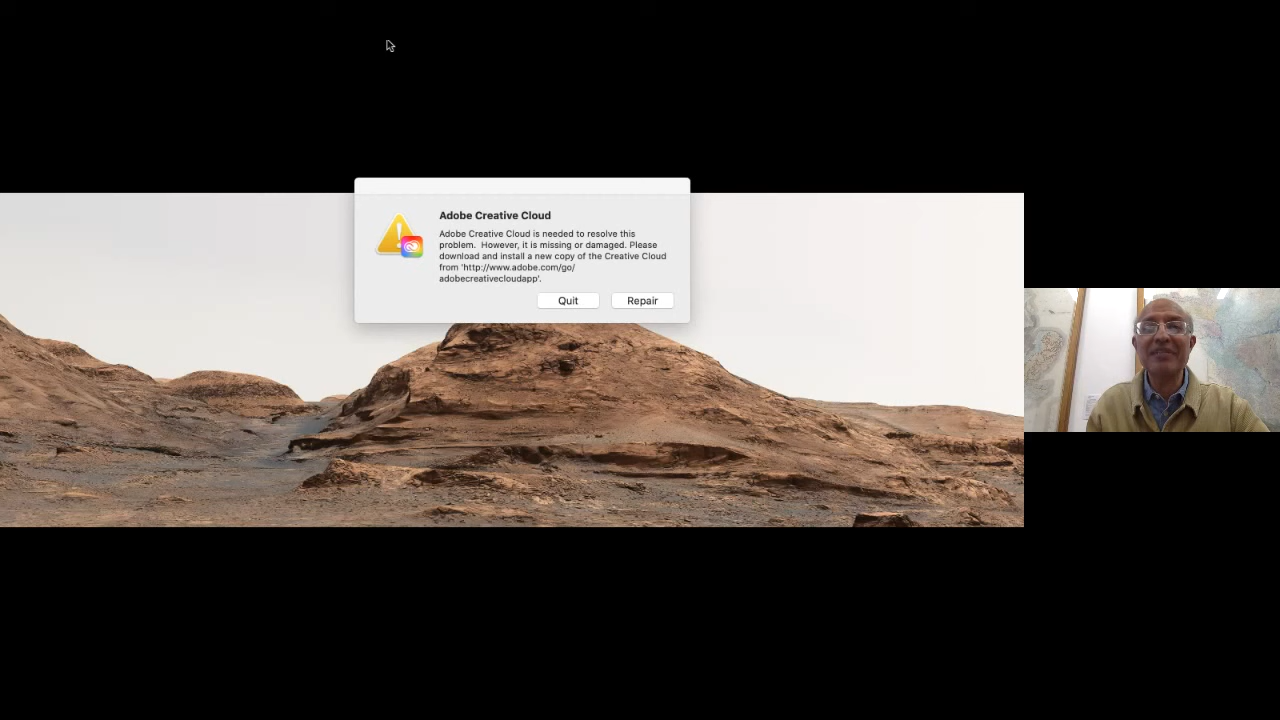 Adobe Creative Cloud
Adobe Creative Cloud is needed to resolve this
problem.  However, it is missing or damaged. Please
download and install a new copy of the Creative Cloud
from 'http://www.adobe.com/go/
adobecreativecloudapp'.
Quit
Repair